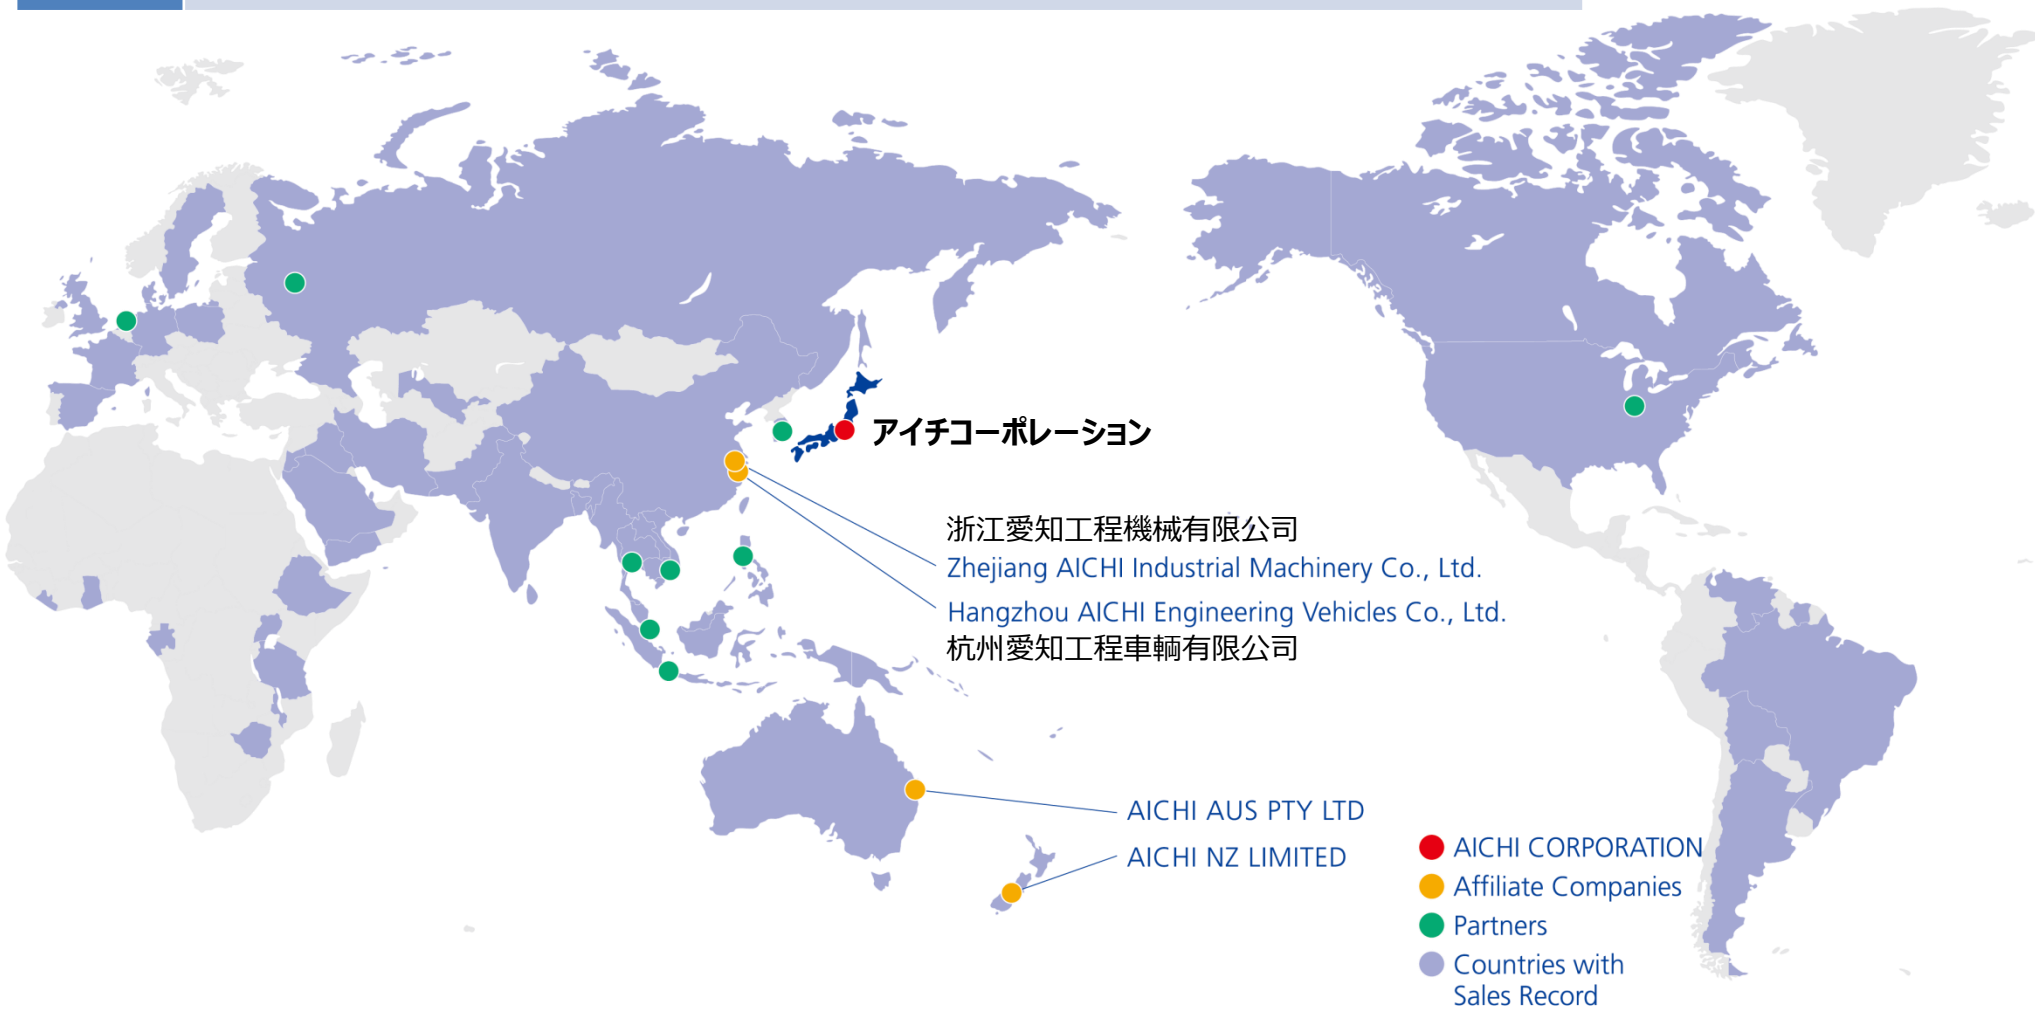 アイチコーポレーション
浙江愛知工程機械有限公司
Zhejiang AICHI Industrial Machinery Co., Ltd.
Hangzhou AICHI Engineering Vehicles Co., Ltd.
杭州愛知工程車輌有限公司
AICHI AUS PTY LTD
AICHI NZ LIMITED
AICHI CORPORATION
Affiliate Companies
Partners
Countries with
Sales Record